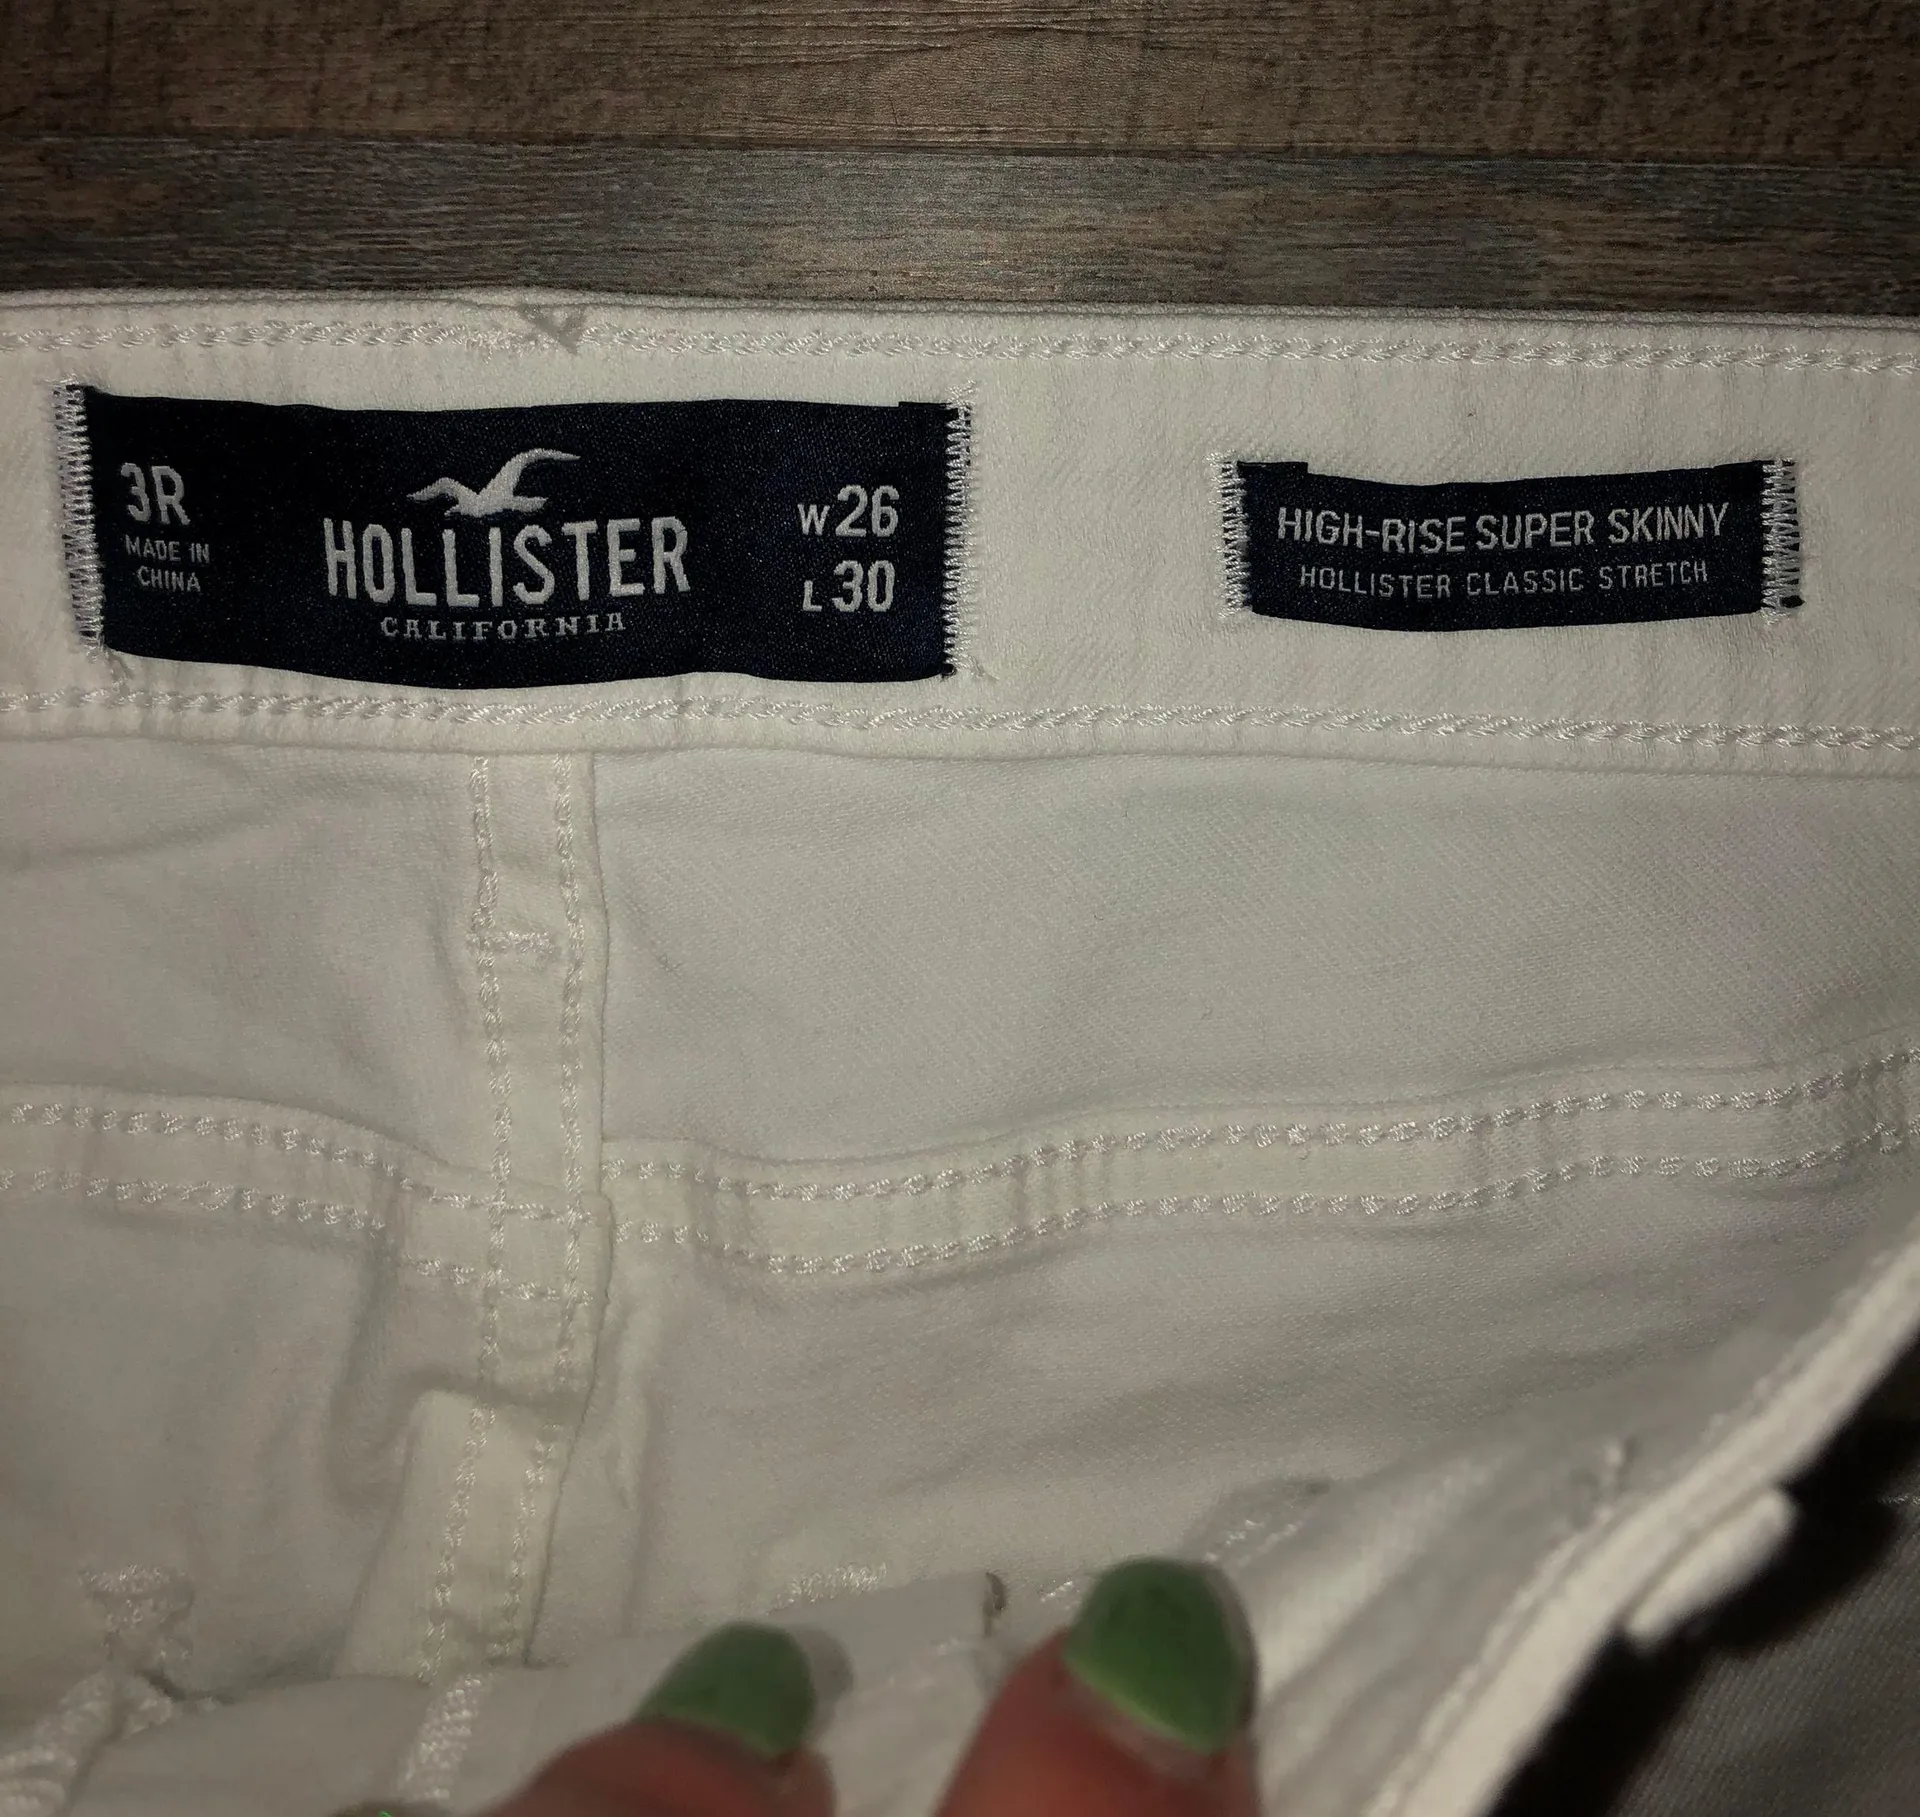 3R
MADE IN
CHINA
HOLLISTER
CALIFORNIA
W26
L30
HIGH-RISE SUPER SKINNY
HOLLISTER CLASSIC STRETCH